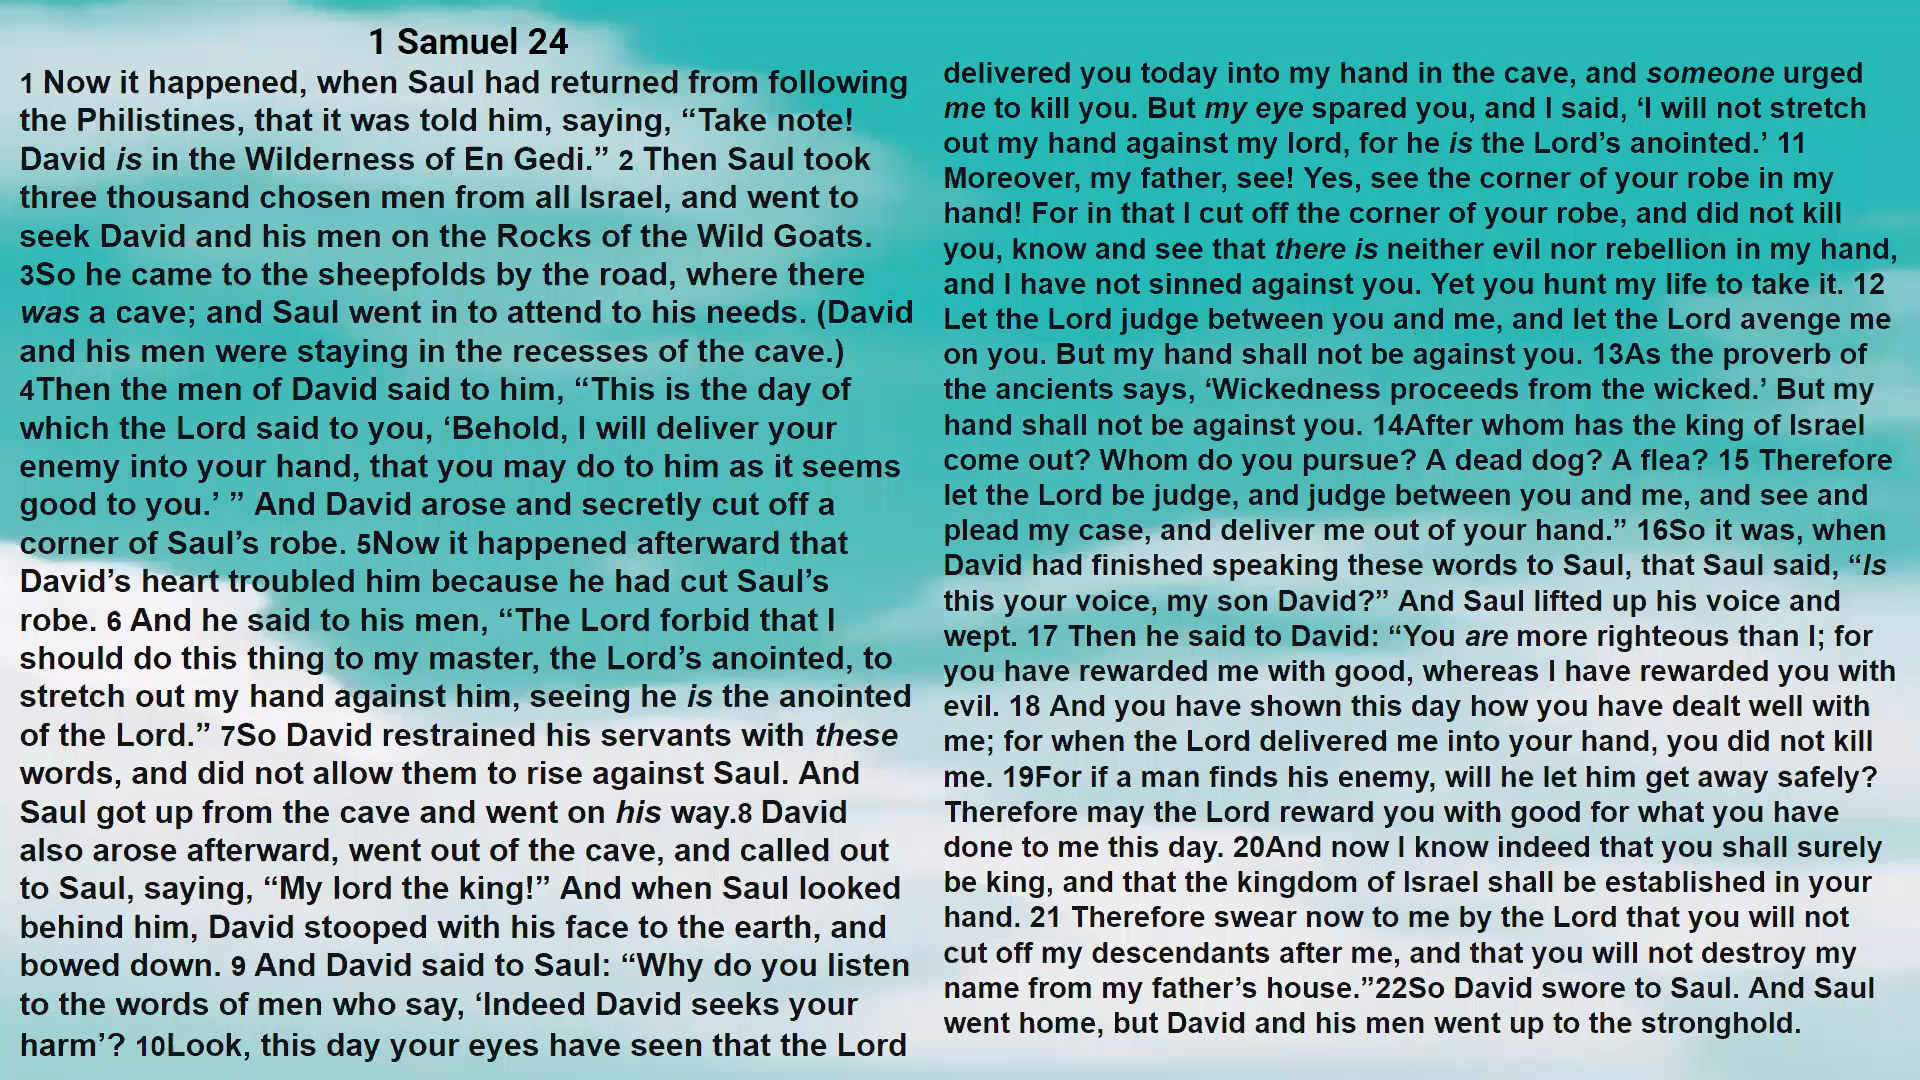 1 Samuel 24
1 Now it happened, when Saul had returned from following
the Philistines, that it was told him, saying, “Take note!
David is in the Wilderness of En Gedi.” 2 Then Saul took
three thousand chosen men from all Israel, and went to
seek David and his men on the Rocks of the Wild Goats.
3So he came to the sheepfolds by the road, where there
was a cave; and Saul went in to attend to his needs. (David
and his men were staying in the recesses of the cave.)
4Then the men of David said to him, “This is the day of
which the Lord said to you, ‘Behold, I will deliver your
enemy into your hand, that you may do to him as it seems
good to you.’ ” And David arose and secretly cut off a
corner of Saul’s robe. 5Now it happened afterward that
David’s heart troubled him because he had cut Saul’s
robe. 6 And he said to his men, “The Lord forbid that I
should do this thing to my master, the Lord’s anointed, to
stretch out my hand against him, seeing he is the anointed
of the Lord.” 7So David restrained his servants with these
words, and did not allow them to rise against Saul. And
Saul got up from the cave and went on his way.8 David
also arose afterward, went out of the cave, and called out
to Saul, saying, “My lord the king!” And when Saul looked
behind him, David stooped with his face to the earth, and
bowed down. 9 And David said to Saul: “Why do you listen
to the words of men who say, ‘Indeed David seeks your
harm’? 10Look, this day your eyes have seen that the Lord
delivered you today into my hand in the cave, and someone urged
me to kill you. But my eye spared you, and I said, ‘I will not stretch
out my hand against my lord, for he is the Lord’s anointed.’ 11
Moreover, my father, see! Yes, see the corner of your robe in my
hand! For in that I cut off the corner of your robe, and did not kill
you, know and see that there is neither evil nor rebellion in my hand,
and I have not sinned against you. Yet you hunt my life to take it. 12
Let the Lord judge between you and me, and let the Lord avenge me
on you. But my hand shall not be against you. 13As the proverb of
the ancients says, ‘Wickedness proceeds from the wicked.’ But my
hand shall not be against you. 14After whom has the king of Israel
come out? Whom do you pursue? A dead dog? A flea? 15 Therefore
let the Lord be judge, and judge between you and me, and see and
plead my case, and deliver me out of your hand.” 16So it was, when
David had finished speaking these words to Saul, that Saul said, “Is
this your voice, my son David?” And Saul lifted up his voice and
wept. 17 Then he said to David: “You are more righteous than I; for
you have rewarded me with good, whereas I have rewarded you with
evil. 18 And you have shown this day how you have dealt well with
me; for when the Lord delivered me into your hand, you did not kill
me. 19For if a man finds his enemy, will he let him get away safely?
Therefore may the Lord reward you with good for what you have
done to me this day. 20And now I know indeed that you shall surely
be king, and that the kingdom of Israel shall be established in your
hand. 21 Therefore swear now to me by the Lord that you will not
cut off my descendants after me, and that you will not destroy my
name from my father’s house.”22So David swore to Saul. And Saul
went home, but David and his men went up to the stronghold.